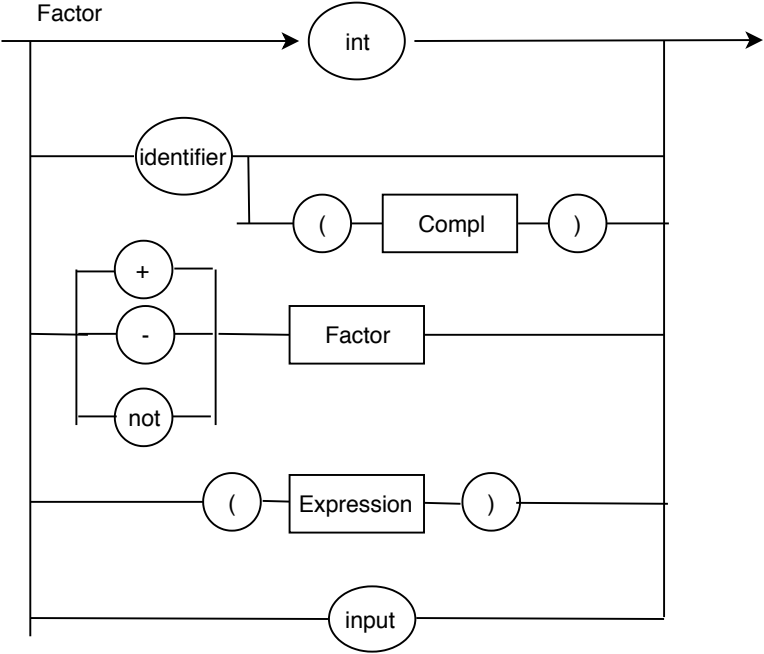 Factor
int
identifier
( Compl )
+
- Factor
not
( Expression )
input